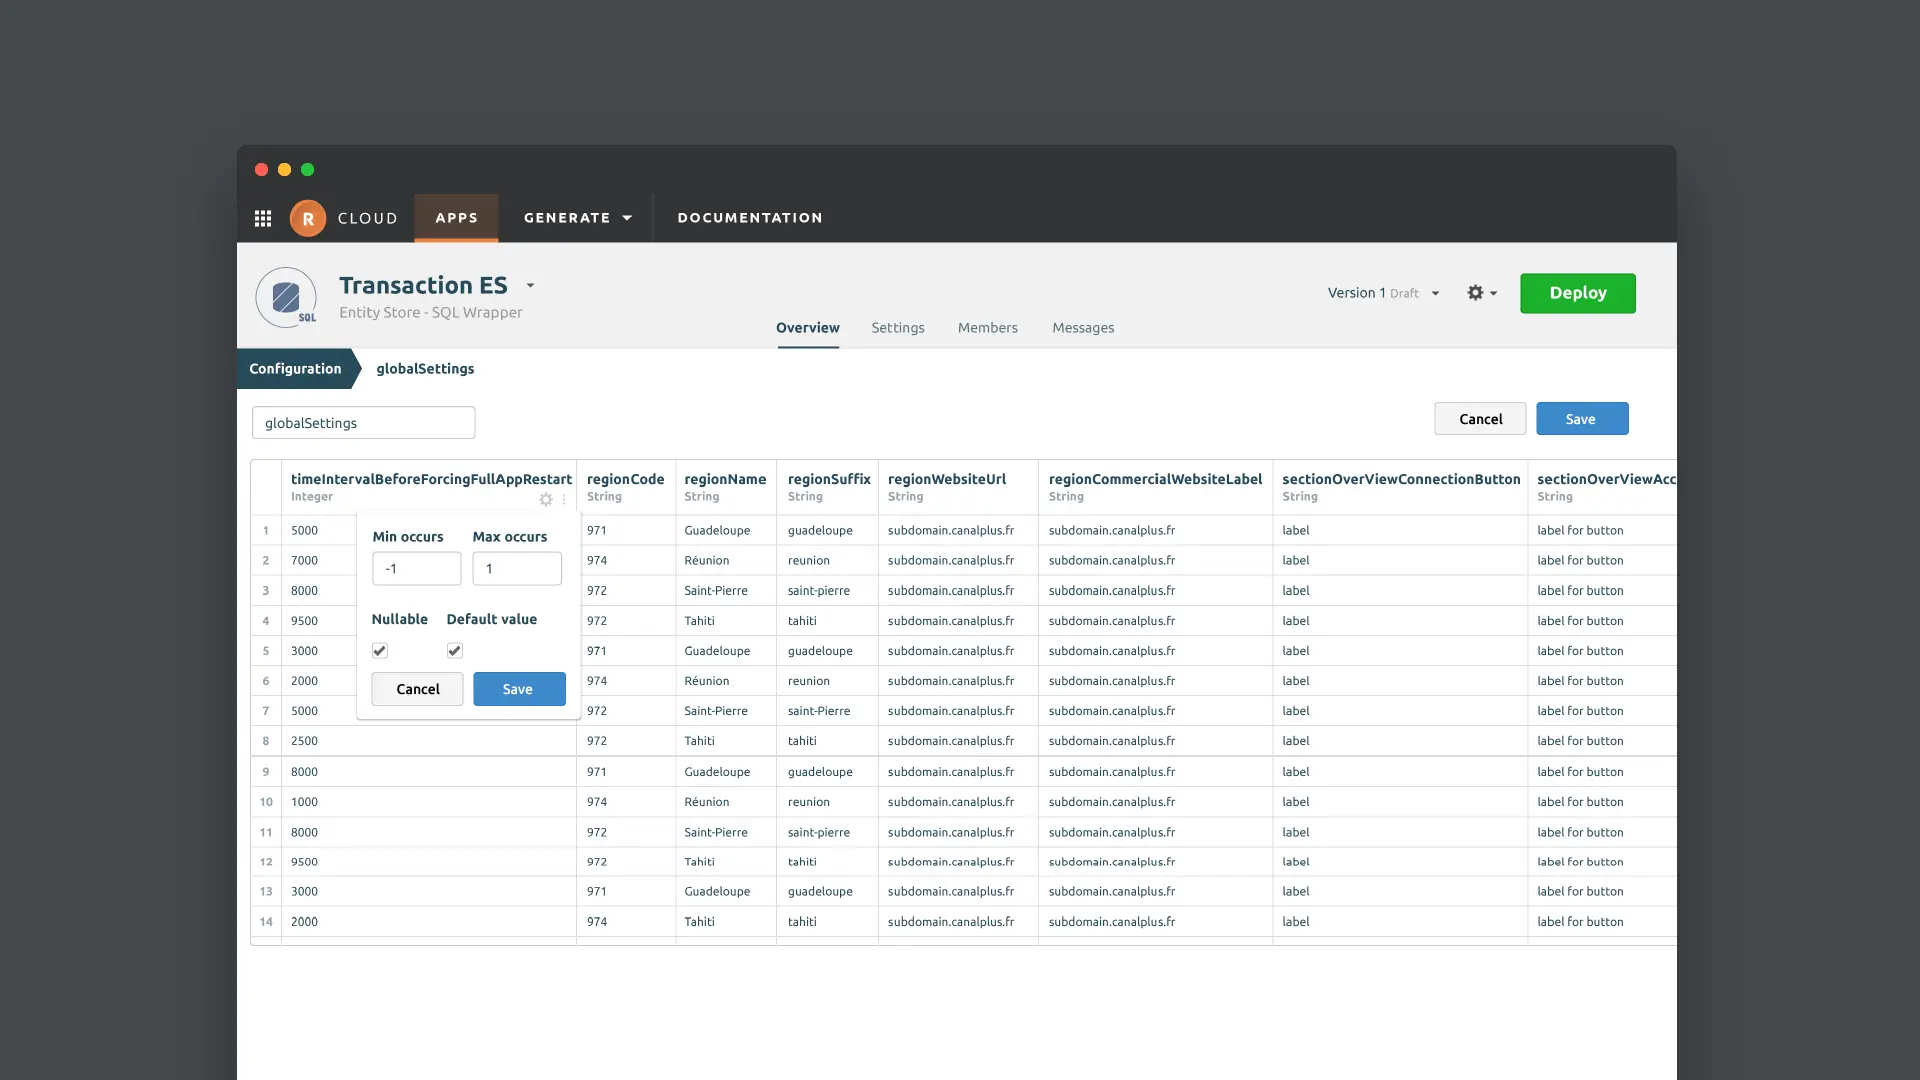 R CLOUD APPS GENERATE DOCUMENTATION
SQL
Transaction ES
Entity Store - SQL Wrapper
Overview Settings Members Messages
Version 1 Draft
Deploy
Configuration globalSettings
globalSettings
Cancel Save
timeIntervalBeforeForcingFullAppRestart regionCode regionName regionSuffix regionWebsiteUrl regionCommercialWebsiteLabel sectionOverViewConnectionButton sectionOverViewAcc
Integer String String String String String String String
1 5000 971 Guadeloupe guadeloupe subdomain.canalplus.fr subdomain.canalplus.fr label label for button
2 7000 974 Réunion reunion subdomain.canalplus.fr subdomain.canalplus.fr label label for button
3 8000 972 Saint-Pierre saint-pierre subdomain.canalplus.fr subdomain.canalplus.fr label label for button
4 9500 972 Tahiti tahiti subdomain.canalplus.fr subdomain.canalplus.fr label label for button
5 3000 971 Guadeloupe guadeloupe subdomain.canalplus.fr subdomain.canalplus.fr label label for button
6 2000 974 Réunion reunion subdomain.canalplus.fr subdomain.canalplus.fr label label for button
7 5000 972 Saint-Pierre saint-Pierre subdomain.canalplus.fr subdomain.canalplus.fr label label for button
8 2500 972 Tahiti tahiti subdomain.canalplus.fr subdomain.canalplus.fr label label for button
9 8000 971 Guadeloupe guadeloupe subdomain.canalplus.fr subdomain.canalplus.fr label label for button
10 1000 974 Réunion reunion subdomain.canalplus.fr subdomain.canalplus.fr label label for button
11 8000 972 Saint-Pierre saint-pierre subdomain.canalplus.fr subdomain.canalplus.fr label label for button
12 9500 972 Tahiti tahiti subdomain.canalplus.fr subdomain.canalplus.fr label label for button
13 3000 971 Guadeloupe guadeloupe subdomain.canalplus.fr subdomain.canalplus.fr label label for button
14 2000 974 Tahiti tahiti subdomain.canalplus.fr subdomain.canalplus.fr label label for button
Min occurs Max occurs
-1 1
Nullable Default value
Cancel Save